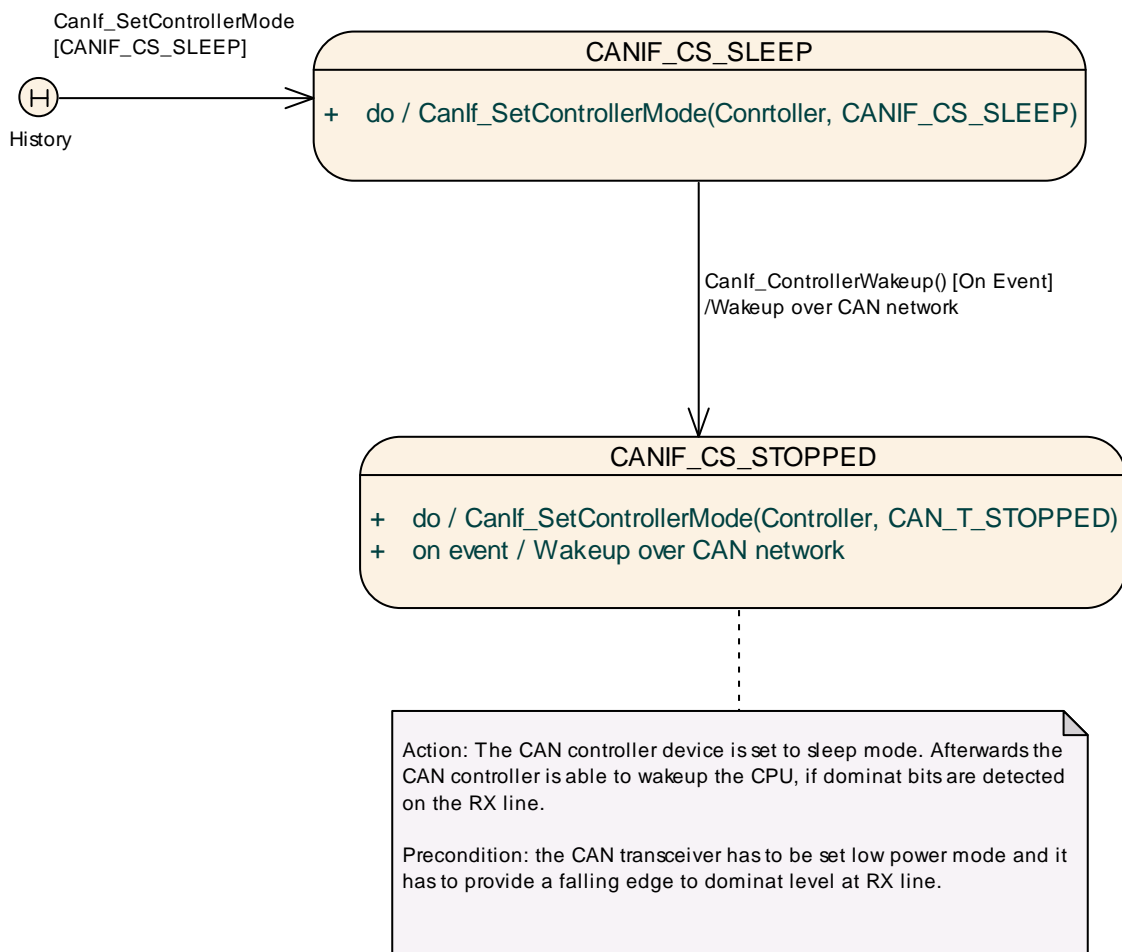 CanIf_SetControllerMode
[CANIF_CS_SLEEP]
H
History
CANIF_CS_SLEEP
+ do / CanIf_SetControllerMode(Conrtoller, CANIF_CS_SLEEP)
CanIf_ControllerWakeup() [On Event]
/Wakeup over CAN network
CANIF_CS_STOPPED
+ do / CanIf_SetControllerMode(Controller, CAN_T_STOPPED)
+ on event / Wakeup over CAN network
Action: The CAN controller device is set to sleep mode. Afterwards the
CAN controller is able to wakeup the CPU, if dominat bits are detected
on the RX line.
Precondition: the CAN transceiver has to be set low power mode and it
has to provide a falling edge to dominat level at RX line.